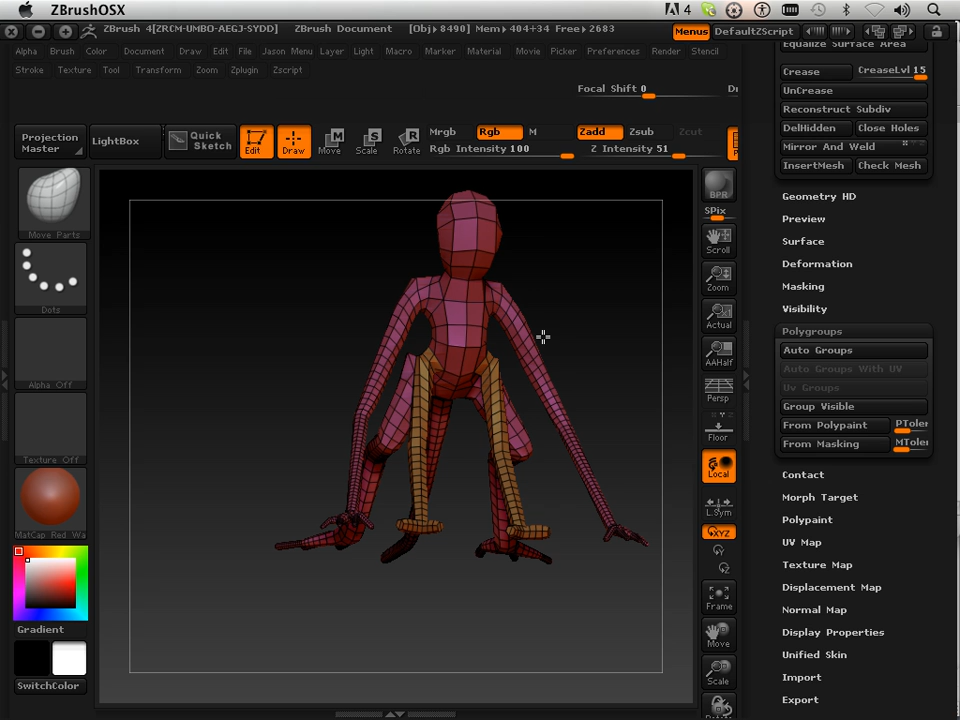 ZBrushOSX
4
ZBrush 4[ZRCM-UMBO-AEGJ-SYDD] ZBrush Document [Obj▸8490] Mem▸404+34 Free▸2683 Menus DefaultZScript
Alpha Brush Color Document Draw Edit File Jason Menu Layer Light Macro Marker Material Movie Picker Preferences Render Stencil
Stroke Texture Tool Transform Zoom Zplugin Zscript
Focal Shift 0
Projection Master
LightBox
Quick Sketch
Edit
Draw
Move
Scale
Rotate
Mrgb Rgb M Zadd Zsub Zcut
Rgb Intensity 100 Z Intensity 51
Move Parts
Dots
Alpha Off
Texture Off
MatCap Red Wa
Gradient
SwitchColor
BPR
SPix
Scroll
Zoom
Actual
AAHalf
Persp
Floor
Local
L.Sym
XYZ
Frame
Move
Scale
Equalize Surface Area
Crease CreaseLvl 15
UnCrease
Reconstruct Subdiv
DelHidden Close Holes
Mirror And Weld
InsertMesh Check Mesh
Geometry HD
Preview
Surface
Deformation
Masking
Visibility
Polygroups
Auto Groups
Auto Groups With UV
Uv Groups
Group Visible
From Polypaint PToler
From Masking MToler
Contact
Morph Target
Polypaint
UV Map
Texture Map
Displacement Map
Normal Map
Display Properties
Unified Skin
Import
Export